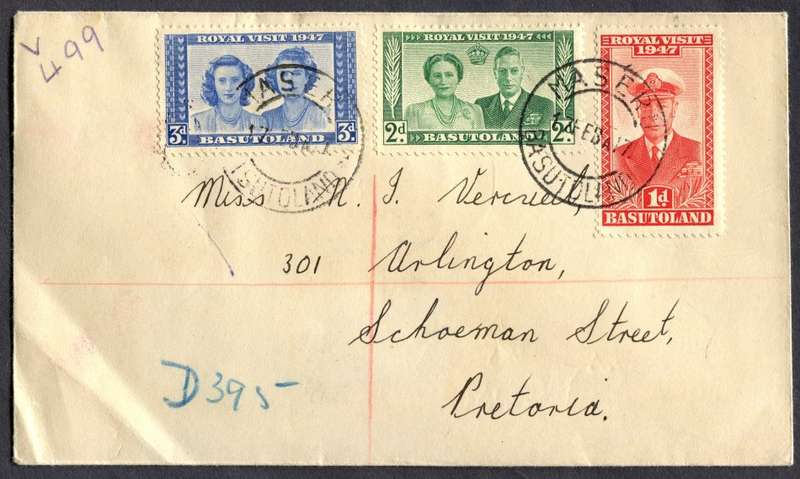 V
499
ROYAL VISIT 1947
3d BASUTOLAND 3d
ROYAL VISIT 1947
2d BASUTOLAND 2d
ROYAL VISIT
1947
1d
BASUTOLAND
MASER
BASUTOLAND
Miss I.
301 Arlington,
Schoeman Street,
Pretoria.
D395